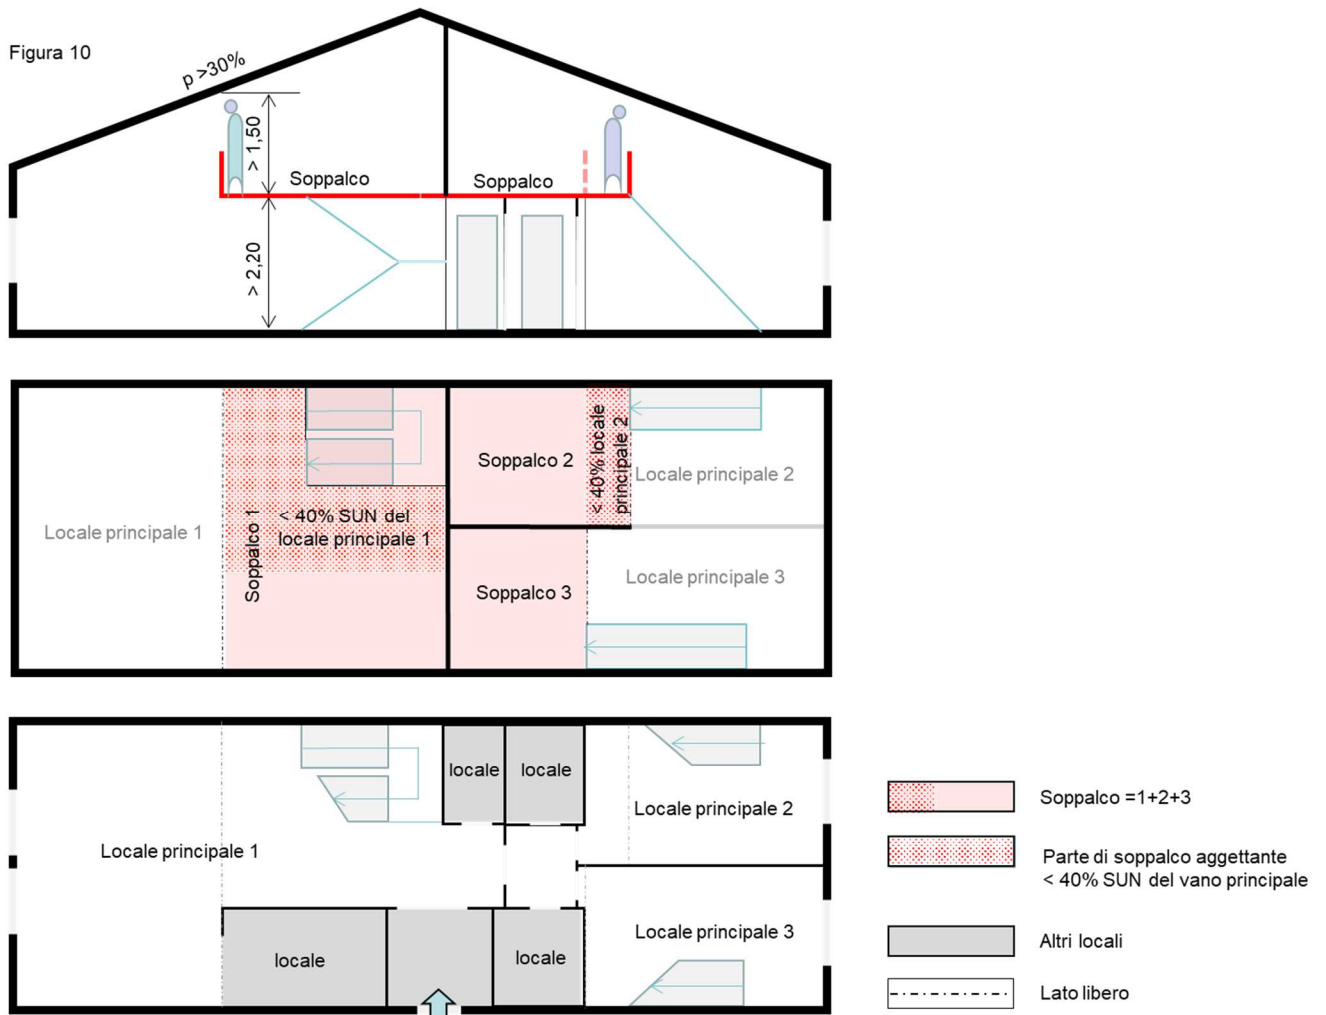 Figura 10
p >30%
> 1,50
Soppalco
Soppalco
> 2,20
Locale principale 1
Soppalco 1
< 40% SUN del
locale principale 1
Soppalco 2
< 40% locale
principale 2
Locale principale 2
Soppalco 3
Locale principale 3
locale
locale
Locale principale 2
Locale principale 1
Locale principale 3
locale
locale
Soppalco =1+2+3
Parte di soppalco aggettante
< 40% SUN del vano principale
Altri locali
Lato libero